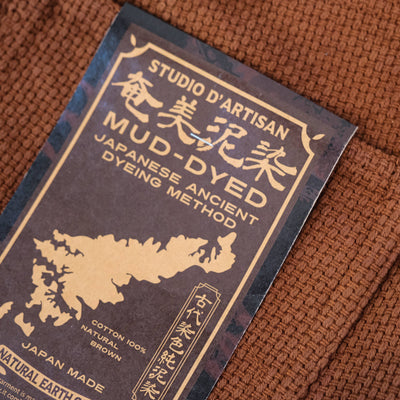 STUDIO D'ARTISAN
奄美泥染
MUD-DYED
JAPANESE ANCIENT
DYEING METHOD
COTTON 100%
NATURAL
BROWN
JAPAN MADE
古代染色純泥染
NATURAL EARTH